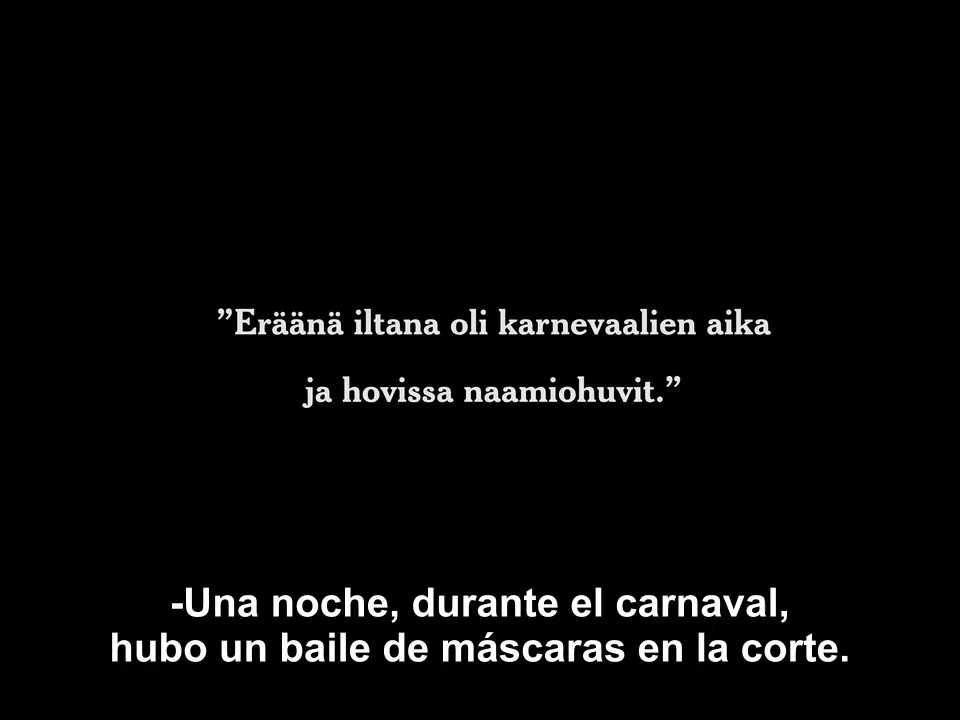 ”Eräänä iltana oli karnevaalien aika
ja hovissa naamiohuvit.”
-Una noche, durante el carnaval,
hubo un baile de máscaras en la corte.